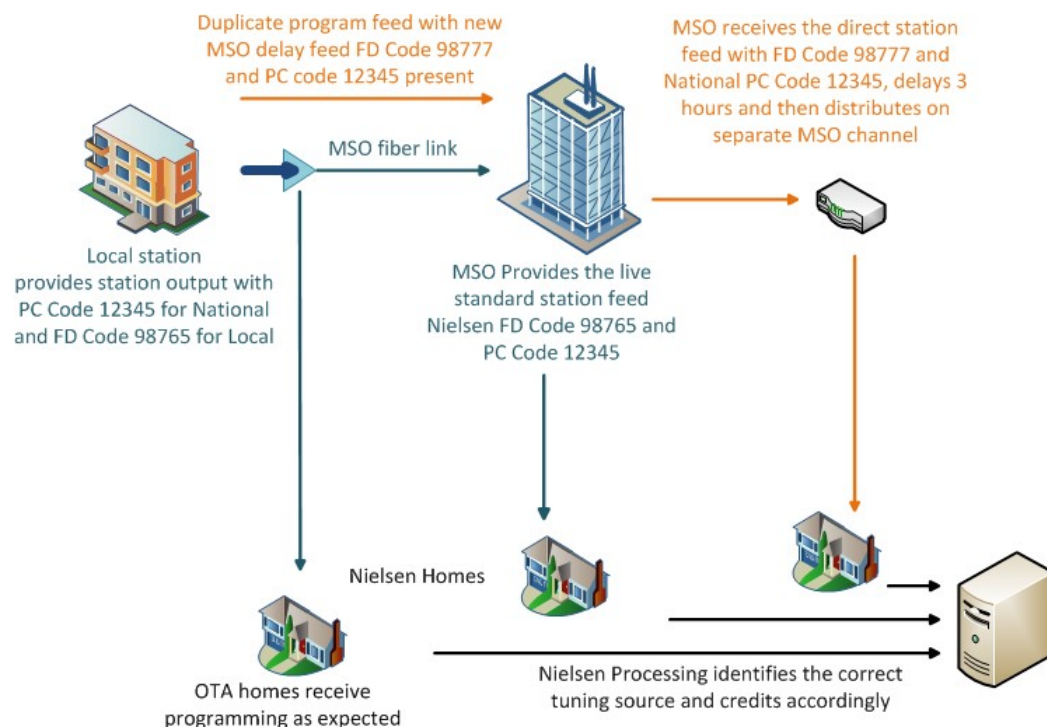 Duplicate program feed with new
MSO delay feed FD Code 98777
and PC code 12345 present
MSO receives the direct station
feed with FD Code 98777 and
National PC Code 12345, delays 3
hours and then distributes on
separate MSO channel
MSO fiber link
Local station
provides station output with
PC Code 12345 for National
and FD Code 98765 for Local
MSO Provides the live
standard station feed
Nielsen FD Code 98765 and
PC Code 12345
Nielsen Homes
OTA homes receive
programming as expected
Nielsen Processing identifies the correct
tuning source and credits accordingly